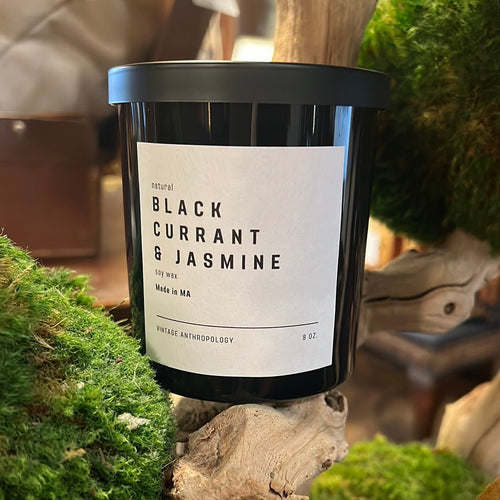 natural
BLACK
CURRANT
& JASMINE
soy wax
Made in MA
VINTAGE ANTHROPOLOGY 8 OZ.